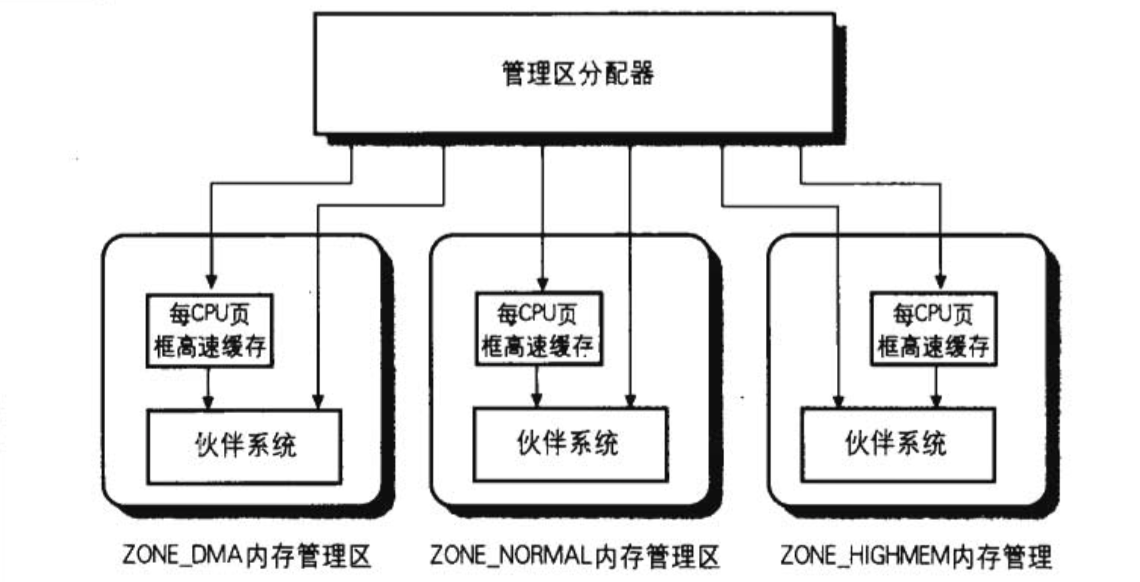 管理区分配器
每CPU页
框高速缓存
每CPU页
框高速缓存
每CPU页
框高速缓存
伙伴系统
伙伴系统
伙伴系统
ZONE_DMA内存管理区
ZONE_NORMAL内存管理区
ZONE_HIGHMEM内存管理